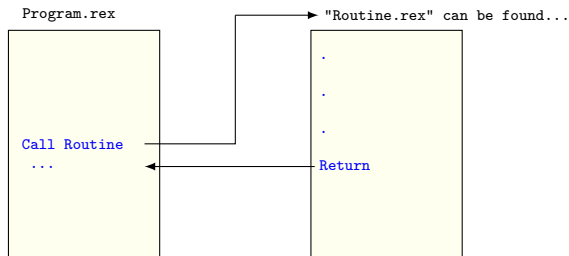 Program.rex
"Routine.rex" can be found...
.
.
.
Call Routine
...
Return